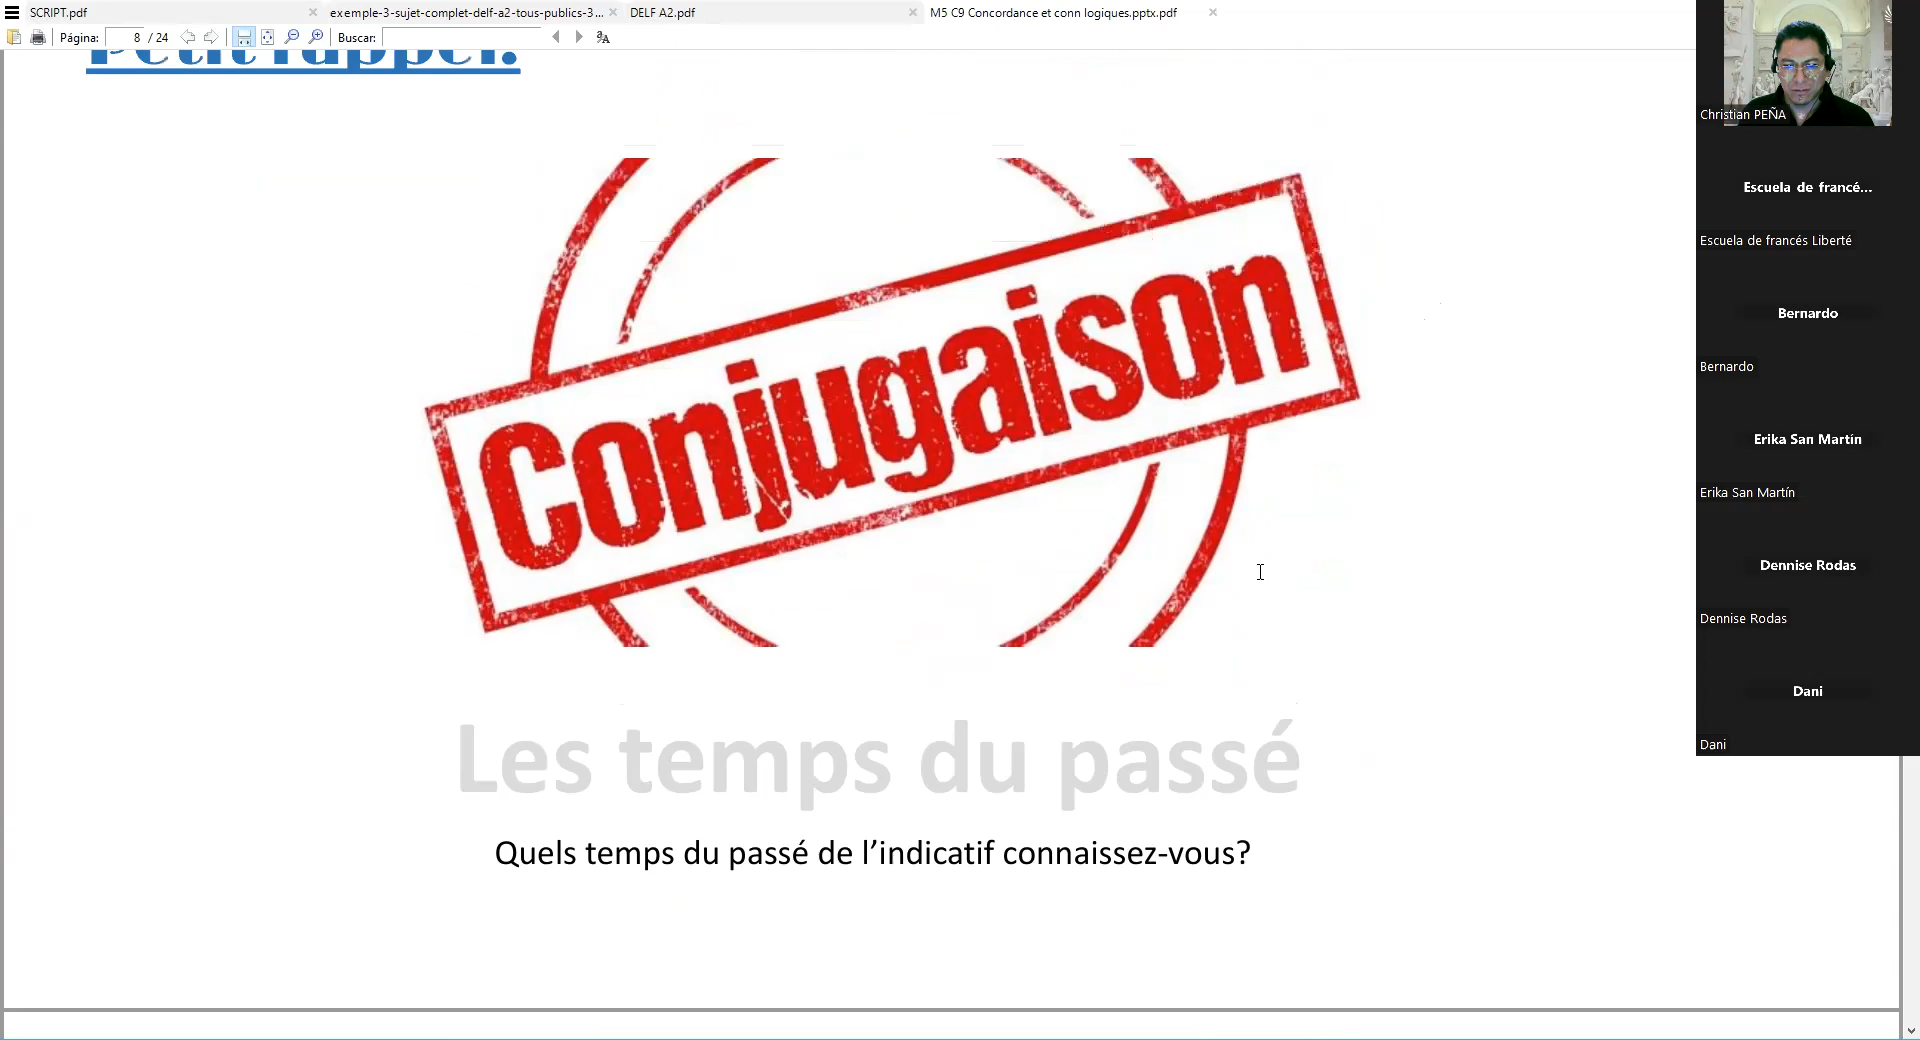 SCRIPT.pdf
exemple-3-sujet-complet-delf-a2-tous-publics-3...
DELF A2.pdf
M5 C9 Concordance et conn logiques.pptx.pdf
Página: 8 / 24
Buscar:
Petit rappel:
Conjugaison
Les temps du passé
Quels temps du passé de l’indicatif connaissez-vous?
Christian PEÑA
Escuela de francé...
Escuela de francés Liberté
Bernardo
Bernardo
Erika San Martín
Erika San Martín
Dennise Rodas
Dennise Rodas
Dani
Dani